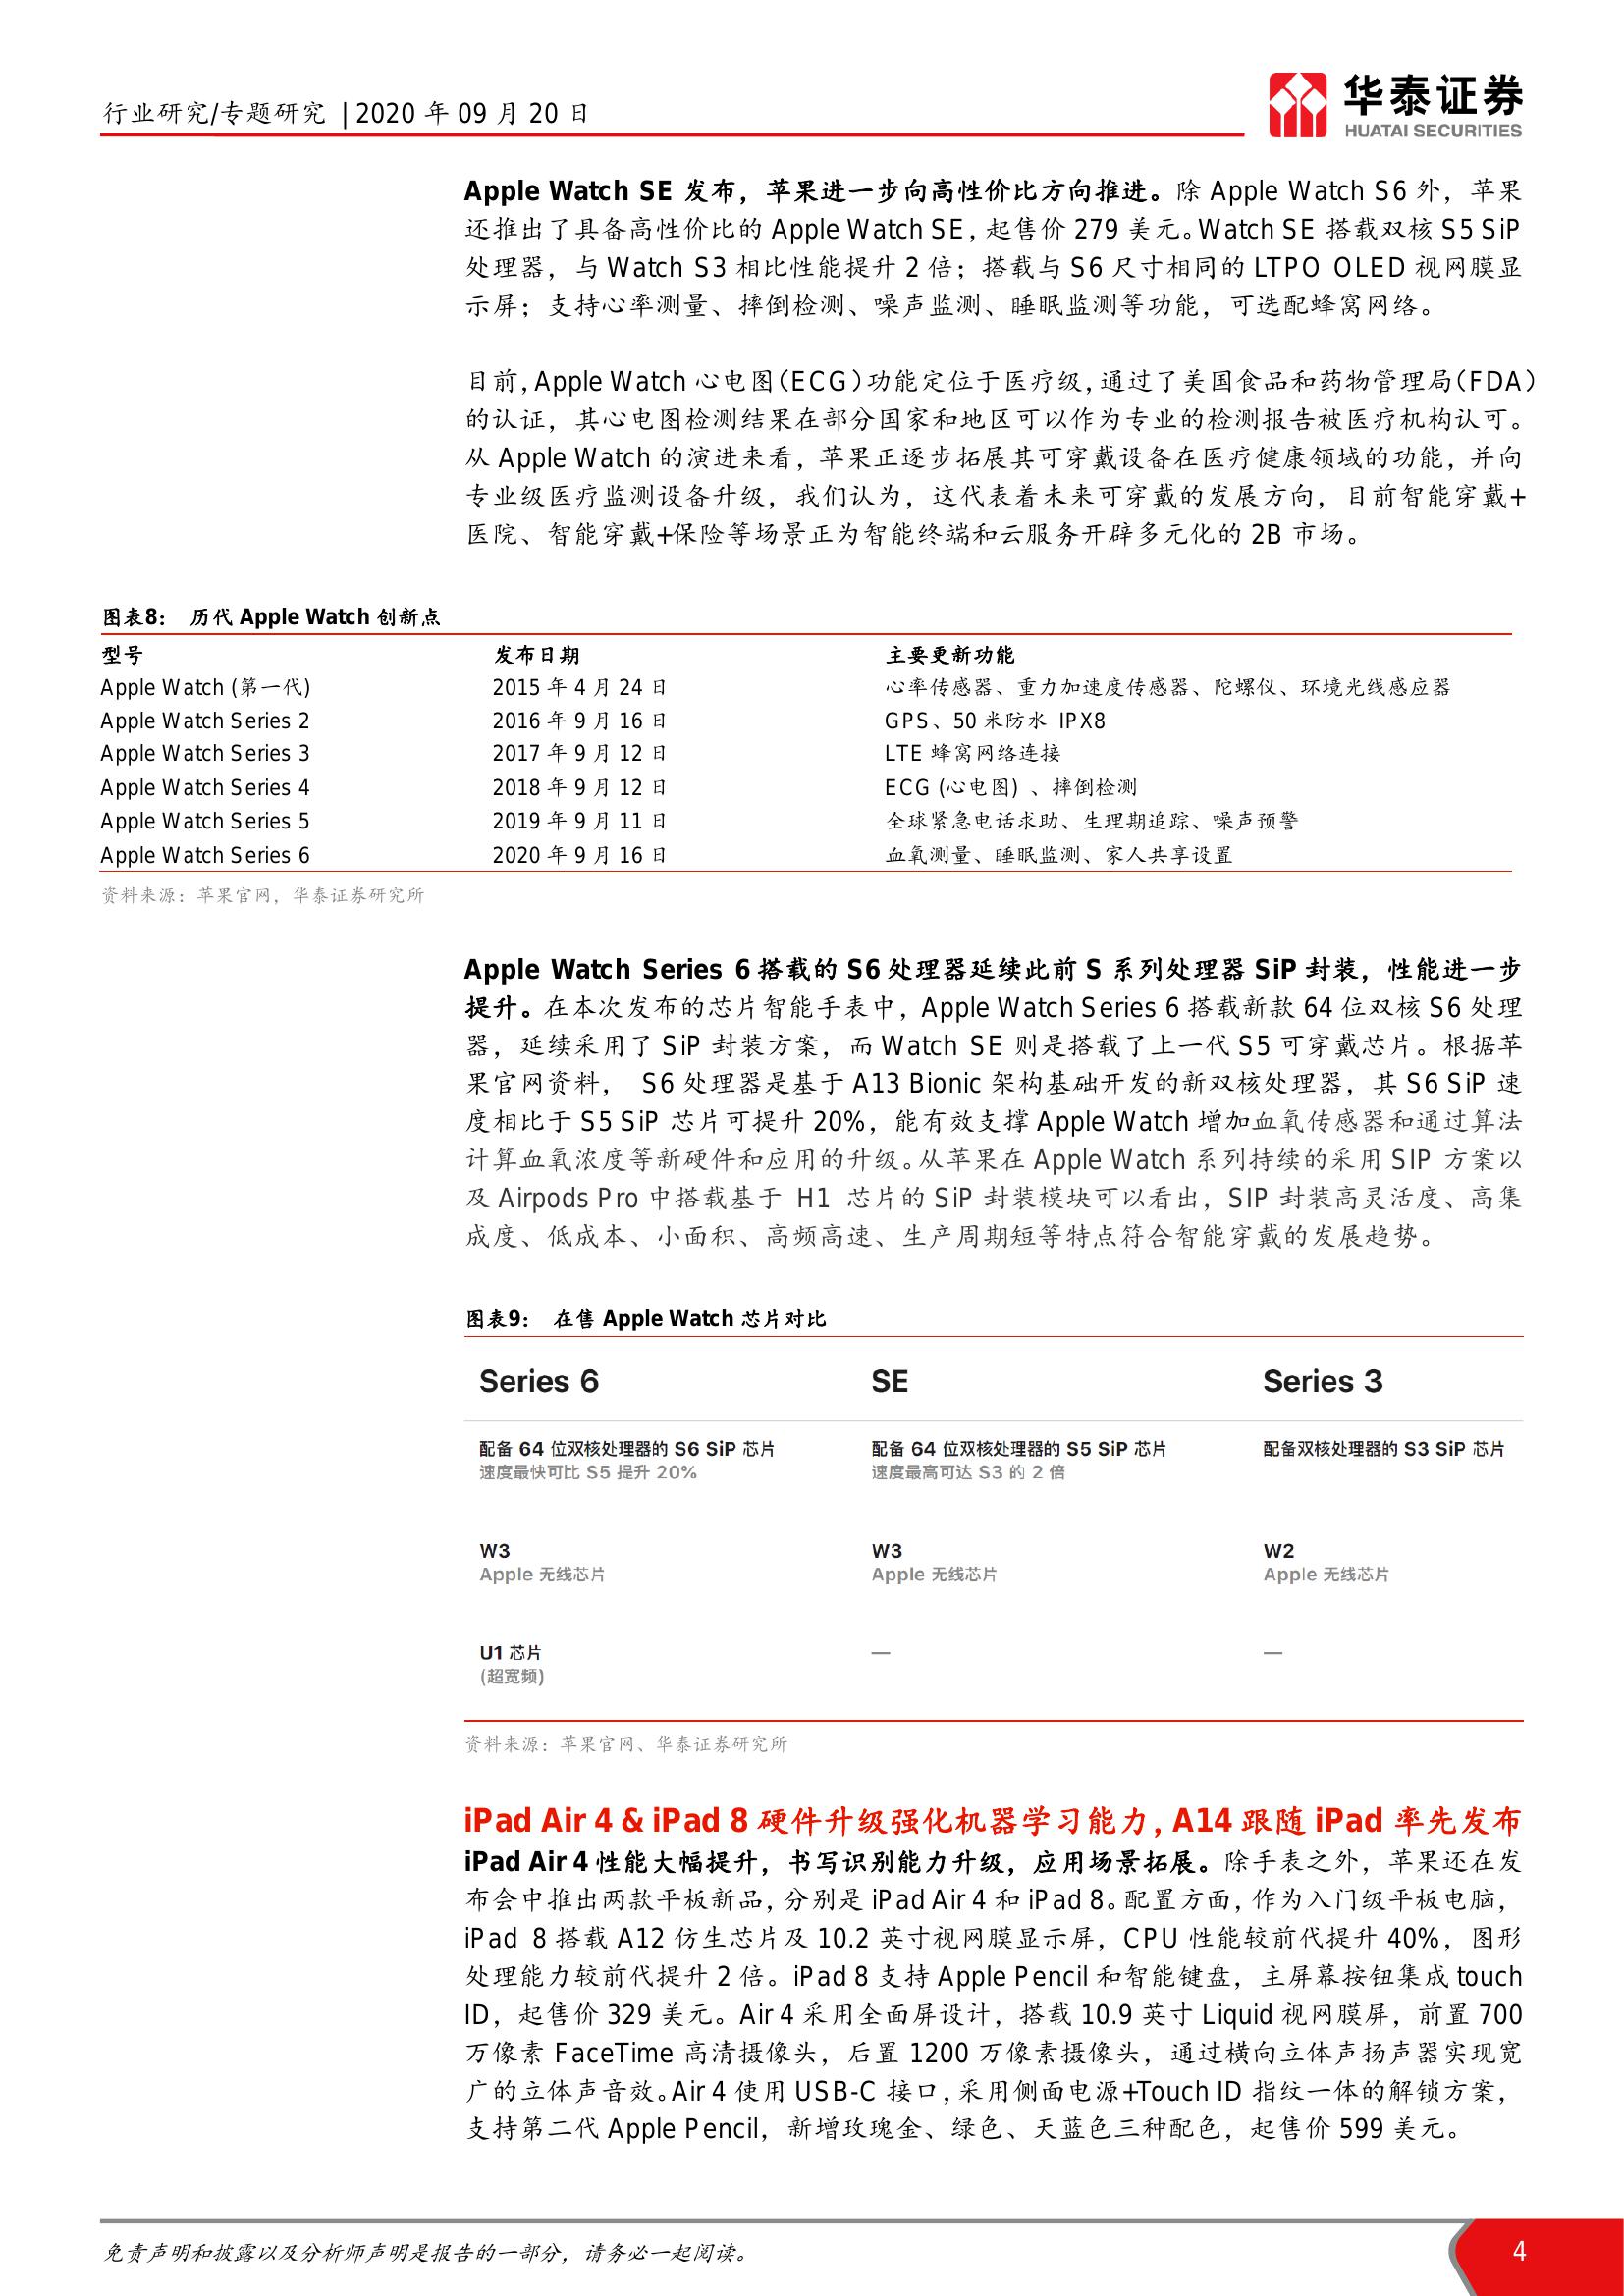 行业研究/专题研究 | 2020 年 09 月 20 日
华泰证券
HUATAI SECURITIES
Apple Watch SE 发布，苹果进一步向高性价比方向推进。除 Apple Watch S6 外，苹果
还推出了具备高性价比的 Apple Watch SE，起售价 279 美元。Watch SE 搭载双核 S5 SiP
处理器，与 Watch S3 相比性能提升 2 倍；搭载与 S6 尺寸相同的 LTPO OLED 视网膜显
示屏；支持心率测量、摔倒检测、噪声监测、睡眠监测等功能，可选配蜂窝网络。
目前，Apple Watch 心电图（ECG）功能定位于医疗级，通过了美国食品和药物管理局（FDA）
的认证，其心电图检测结果在部分国家和地区可以作为专业的检测报告被医疗机构认可。
从 Apple Watch 的演进来看，苹果正逐步拓展其可穿戴设备在医疗健康领域的功能，并向
专业级医疗监测设备升级，我们认为，这代表着未来可穿戴的发展方向，目前智能穿戴+
医院、智能穿戴+保险等场景正为智能终端和云服务开辟多元化的 2B 市场。
图表8： 历代 Apple Watch 创新点
型号 发布日期 主要更新功能
Apple Watch (第一代) 2015 年 4 月 24 日 心率传感器、重力加速度传感器、陀螺仪、环境光线感应器
Apple Watch Series 2 2016 年 9 月 16 日 GPS、50 米防水 IPX8
Apple Watch Series 3 2017 年 9 月 12 日 LTE 蜂窝网络连接
Apple Watch Series 4 2018 年 9 月 12 日 ECG (心电图) 、摔倒检测
Apple Watch Series 5 2019 年 9 月 11 日 全球紧急电话求助、生理期追踪、噪声预警
Apple Watch Series 6 2020 年 9 月 16 日 血氧测量、睡眠监测、家人共享设置
资料来源：苹果官网，华泰证券研究所
Apple Watch Series 6 搭载的 S6 处理器延续此前 S 系列处理器 SiP 封装，性能进一步
提升。在本次发布的芯片智能手表中，Apple Watch Series 6 搭载新款 64 位双核 S6 处理
器，延续采用了 SiP 封装方案，而 Watch SE 则是搭载了上一代 S5 可穿戴芯片。根据苹
果官网资料， S6 处理器是基于 A13 Bionic 架构基础开发的新双核处理器，其 S6 SiP 速
度相比于 S5 SiP 芯片可提升 20%，能有效支撑 Apple Watch 增加血氧传感器和通过算法
计算血氧浓度等新硬件和应用的升级。从苹果在 Apple Watch 系列持续的采用 SIP 方案以
及 Airpods Pro 中搭载基于 H1 芯片的 SiP 封装模块可以看出，SIP 封装高灵活度、高集
成度、低成本、小面积、高频高速、生产周期短等特点符合智能穿戴的发展趋势。
图表9： 在售 Apple Watch 芯片对比
Series 6 SE Series 3
配备 64 位双核处理器的 S6 SiP 芯片 配备 64 位双核处理器的 S5 SiP 芯片 配备双核处理器的 S3 SiP 芯片
速度最快可比 S5 提升 20% 速度最高可达 S3 的 2 倍
W3 W3 W2
Apple 无线芯片 Apple 无线芯片 Apple 无线芯片
U1 芯片 — —
(超宽频)
资料来源：苹果官网、华泰证券研究所
iPad Air 4 & iPad 8 硬件升级强化机器学习能力，A14 跟随 iPad 率先发布
iPad Air 4 性能大幅提升，书写识别能力升级，应用场景拓展。除手表之外，苹果还在发
布会中推出两款平板新品，分别是 iPad Air 4 和 iPad 8。配置方面，作为入门级平板电脑，
iPad 8 搭载 A12 仿生芯片及 10.2 英寸视网膜显示屏，CPU 性能较前代提升 40%，图形
处理能力较前代提升 2 倍。iPad 8 支持 Apple Pencil 和智能键盘，主屏幕按钮集成 touch
ID，起售价 329 美元。Air 4 采用全面屏设计，搭载 10.9 英寸 Liquid 视网膜屏，前置 700
万像素 FaceTime 高清摄像头，后置 1200 万像素摄像头，通过横向立体声扬声器实现宽
广的立体声音效。Air 4 使用 USB-C 接口，采用侧面电源+Touch ID 指纹一体的解锁方案，
支持第二代 Apple Pencil，新增玫瑰金、绿色、天蓝色三种配色，起售价 599 美元。
免责声明和披露以及分析师声明是报告的一部分，请务必一起阅读。
4